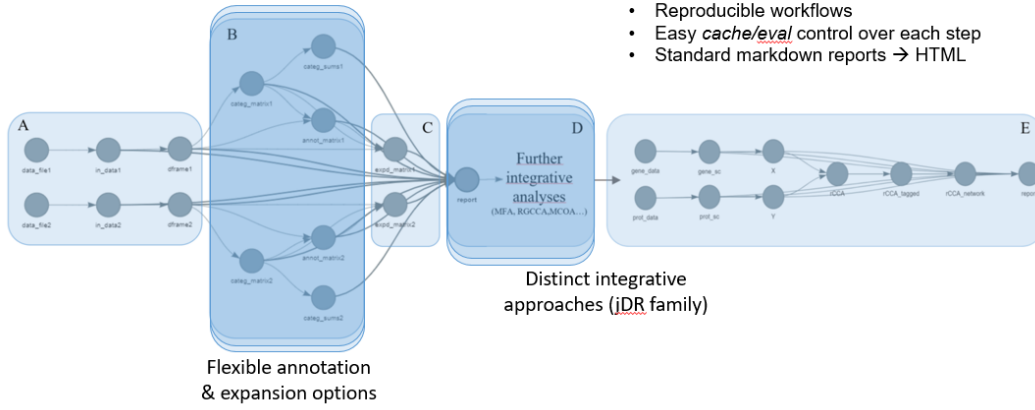 • Reproducible workflows
• Easy cache/eval control over each step
• Standard markdown reports → HTML
A
data_file1
in_data1
dframe1
data_file2
in_data2
dframe2
B
categ_sums1
categ_matrix1
annot_matrix1
annot_matrix2
categ_matrix2
categ_sums2
C
expd_matrix1
expd_matrix2
D
report
Further
integrative
analyses
(MFA, RGCCA,MCOA…)
E
gene_data
gene_sc
X
rCCA
rCCA_tagged
rCCA_network
report
prot_data
prot_sc
Y
Distinct integrative
approaches (jDR family)
Flexible annotation
& expansion options